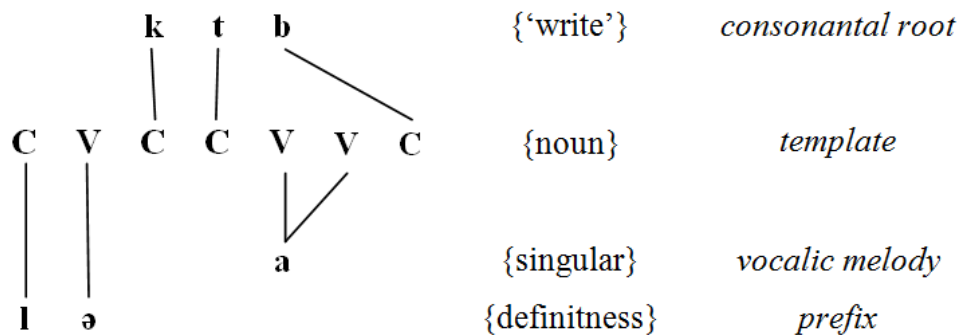 k t b {‘write’} consonantal root
C V C C V V C {noun} template
a {singular} vocalic melody
l ə {definitness} prefix